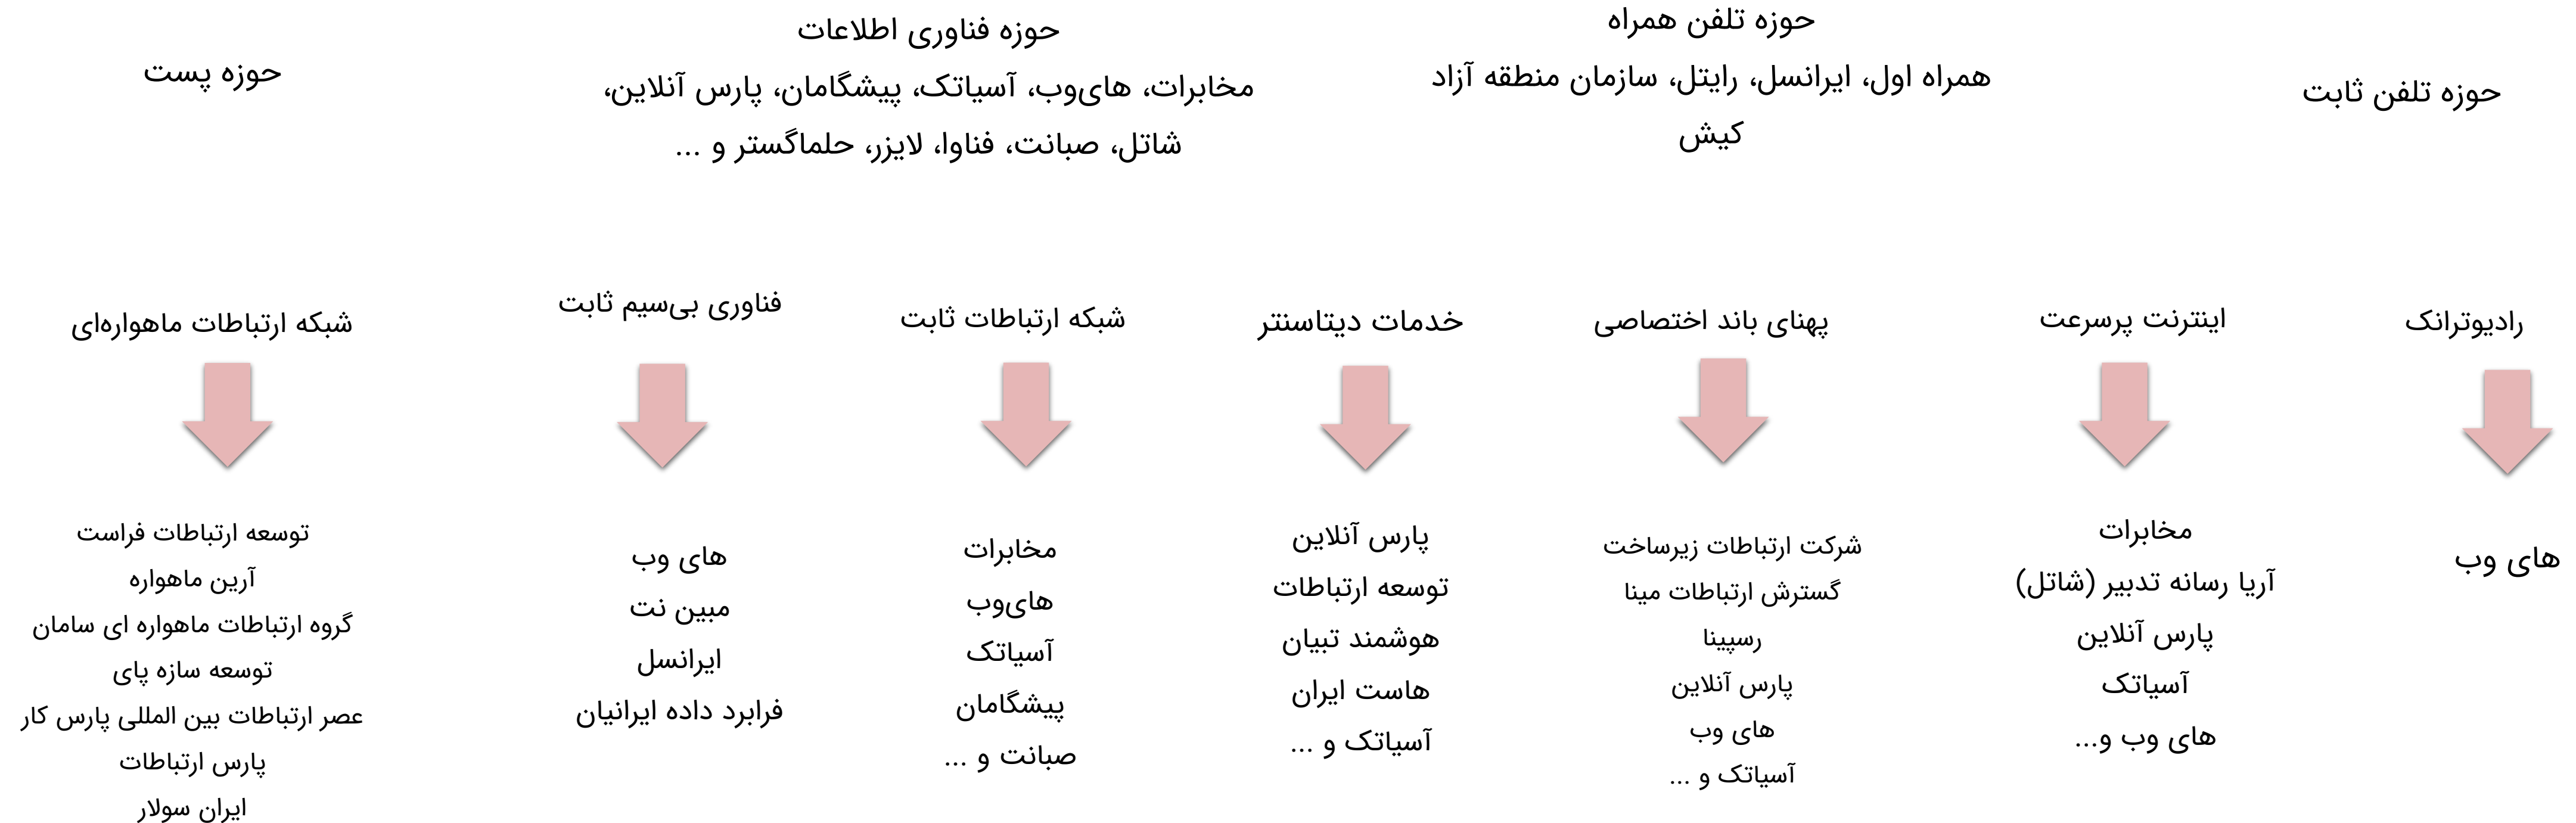 حوزه تلفن ثابت
حوزه تلفن همراه
همراه اول، ایرانسل، رایتل، سازمان منطقه آزاد
کیش
حوزه فناوری اطلاعات
مخابرات، های‌وب، آسیاتک، پیشگامان، پارس آنلاین،
شاتل، صبانت، فناوا، لایزر، حلماگستر و ...
حوزه پست
رادیوترانک
های وب
اینترنت پرسرعت
مخابرات
آریا رسانه تدبیر (شاتل)
پارس آنلاین
آسیاتک
های وب و...
پهنای باند اختصاصی
شرکت ارتباطات زیرساخت
گسترش ارتباطات مینا
رسپینا
پارس آنلاین
های وب
آسیاتک و ...
خدمات دیتاسنتر
پارس آنلاین
توسعه ارتباطات
هوشمند تبیان
هاست ایران
آسیاتک و ...
شبکه ارتباطات ثابت
مخابرات
های‌وب
آسیاتک
پیشگامان
صبانت و ...
فناوری بی‌سیم ثابت
های وب
مبین نت
ایرانسل
فرابرد داده ایرانیان
شبکه ارتباطات ماهواره‌ای
توسعه ارتباطات فراست
آرین ماهواره
گروه ارتباطات ماهواره ای سامان
توسعه سازه پای
عصر ارتباطات بین المللی پارس کار
پارس ارتباطات
ایران سولار